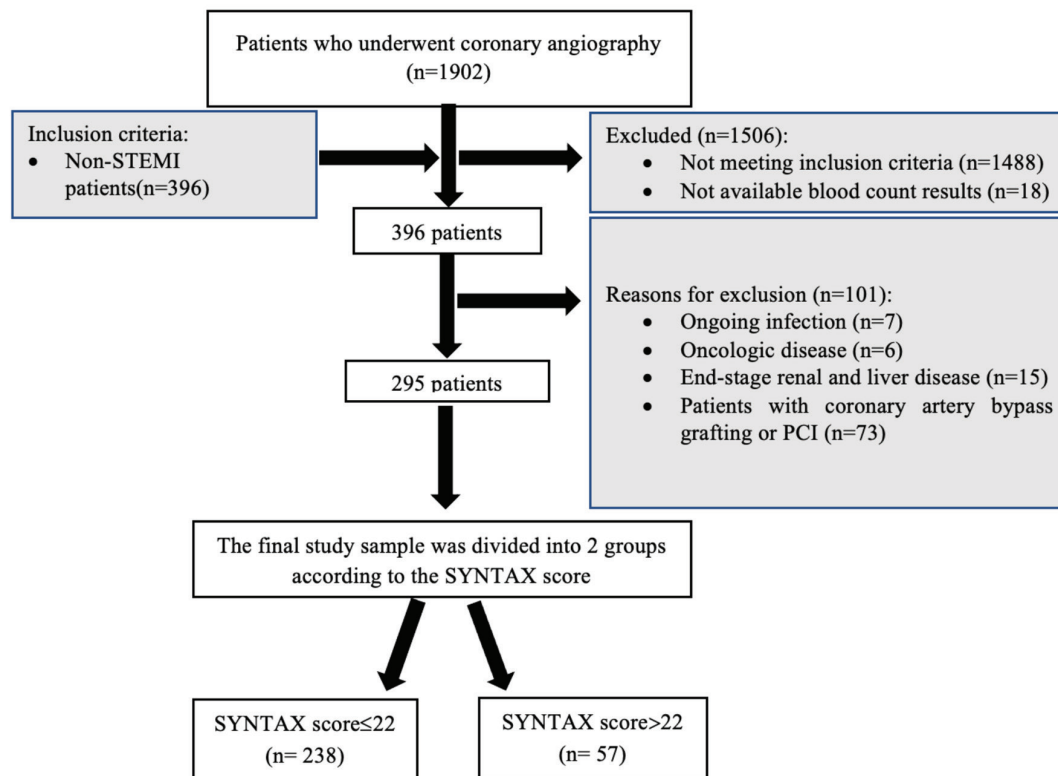 Patients who underwent coronary angiography
(n=1902)
Inclusion criteria:
• Non-STEMI
patients(n=396)
Excluded (n=1506):
• Not meeting inclusion criteria (n=1488)
• Not available blood count results (n=18)
396 patients
Reasons for exclusion (n=101):
• Ongoing infection (n=7)
• Oncologic disease (n=6)
• End-stage renal and liver disease (n=15)
• Patients with coronary artery bypass
grafting or PCI (n=73)
295 patients
The final study sample was divided into 2 groups
according to the SYNTAX score
SYNTAX score≤22
(n= 238)
SYNTAX score>22
(n= 57)